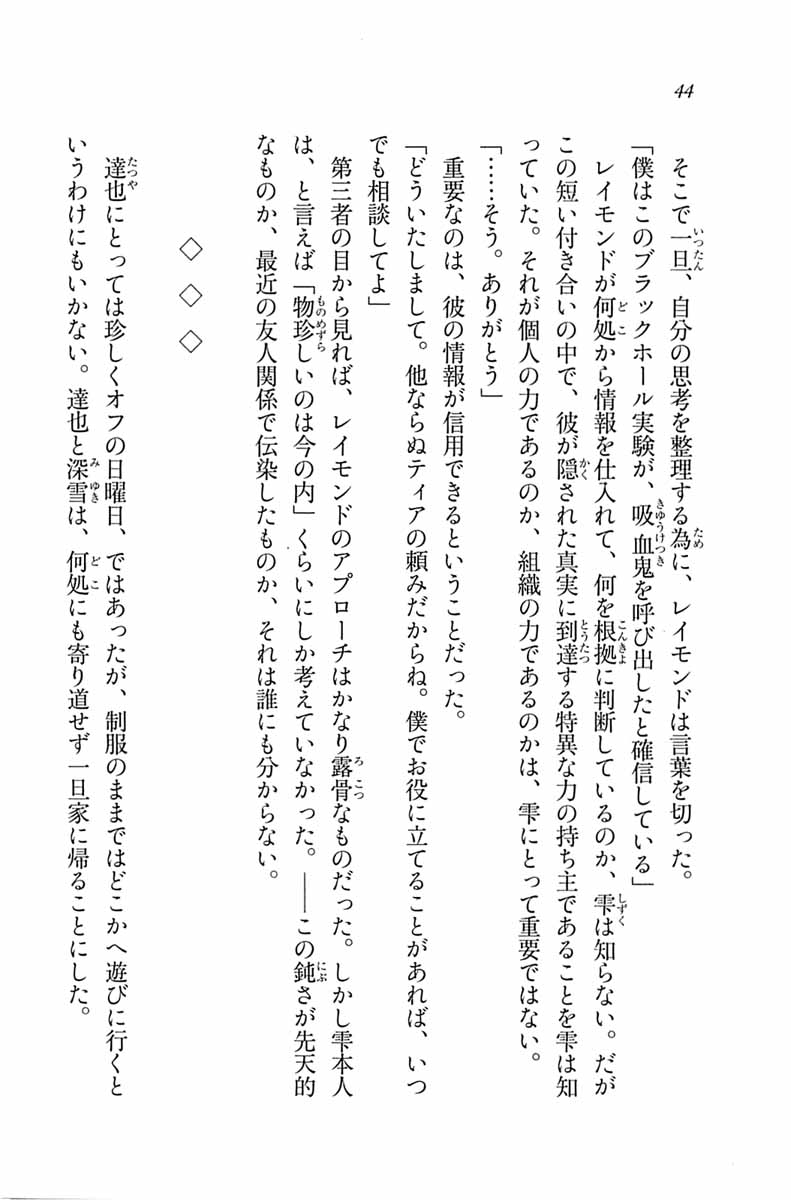 44
そこで一旦、自分の思考を整理する為に、レイモンドは言葉を切った。
「僕はこのブラックホール実験が、吸血鬼を呼び出したと確信している」
レイモンドが何処から情報を仕入れて、何を根拠に判断しているのか、雫は知らない。だが
この短い付き合いの中で、彼が隠された真実に到達する特異な力の持ち主であることを雫は知
っていた。それが個人の力であるのか、組織の力であるのかは、雫にとって重要ではない。
「……そう。ありがとう」
重要なのは、彼の情報が信用できるということだった。
「どういたしまして。他ならぬティアの頼みだからね。僕でお役に立てることがあれば、いつ
でも相談してよ」
第三者の目から見れば、レイモンドのアプローチはかなり露骨なものだった。しかし雫本人
は、と言えば「物珍しいのは今の内」くらいにしか考えていなかった。――この鈍さが先天的
なものか、最近の友人関係で伝染したものか、それは誰にも分からない。
◇ ◇ ◇
達也にとっては珍しくオフの日曜日、ではあったが、制服のままではどこかへ遊びに行くと
いうわけにもいかない。達也と深雪は、何処にも寄り道せず一旦家に帰ることにした。